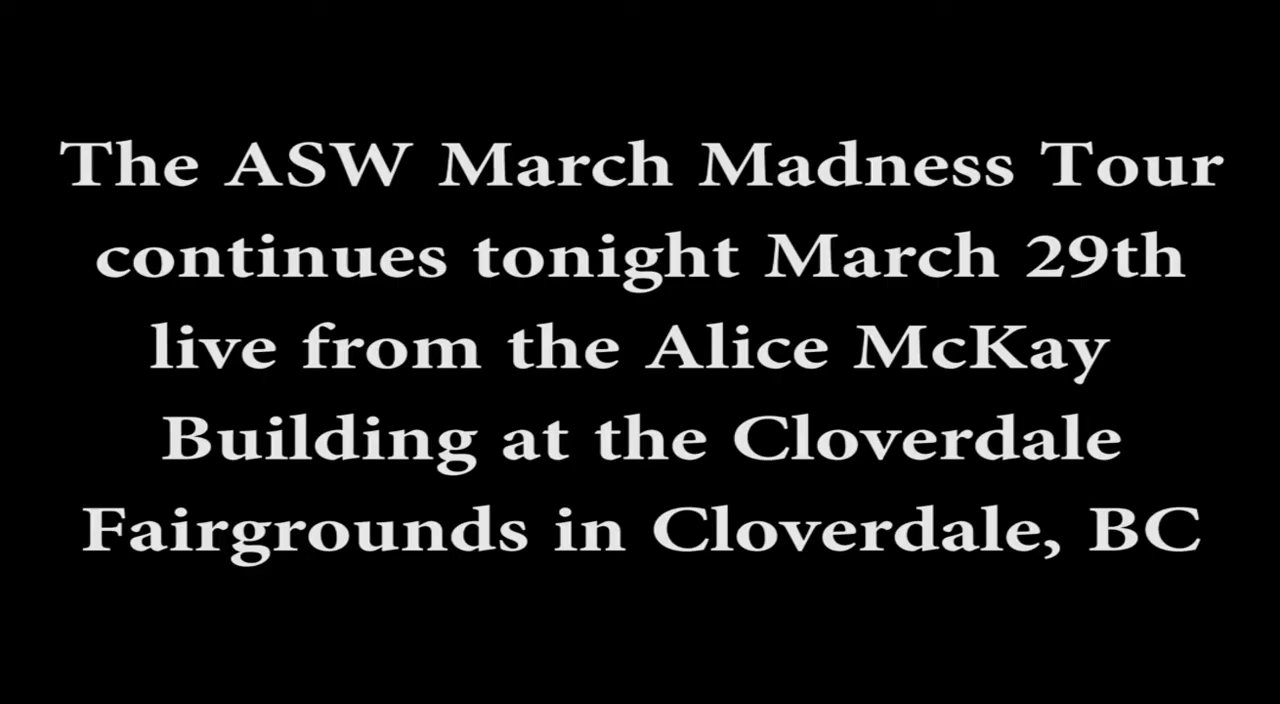 The ASW March Madness Tour
continues tonight March 29th
live from the Alice McKay
Building at the Cloverdale
Fairgrounds in Cloverdale, BC